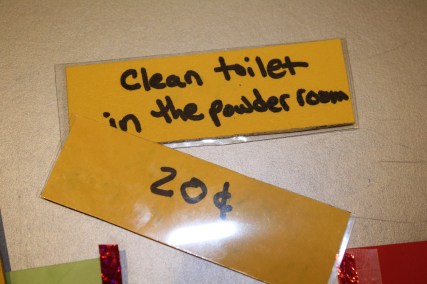 Clean toilet
in the powder room
20¢